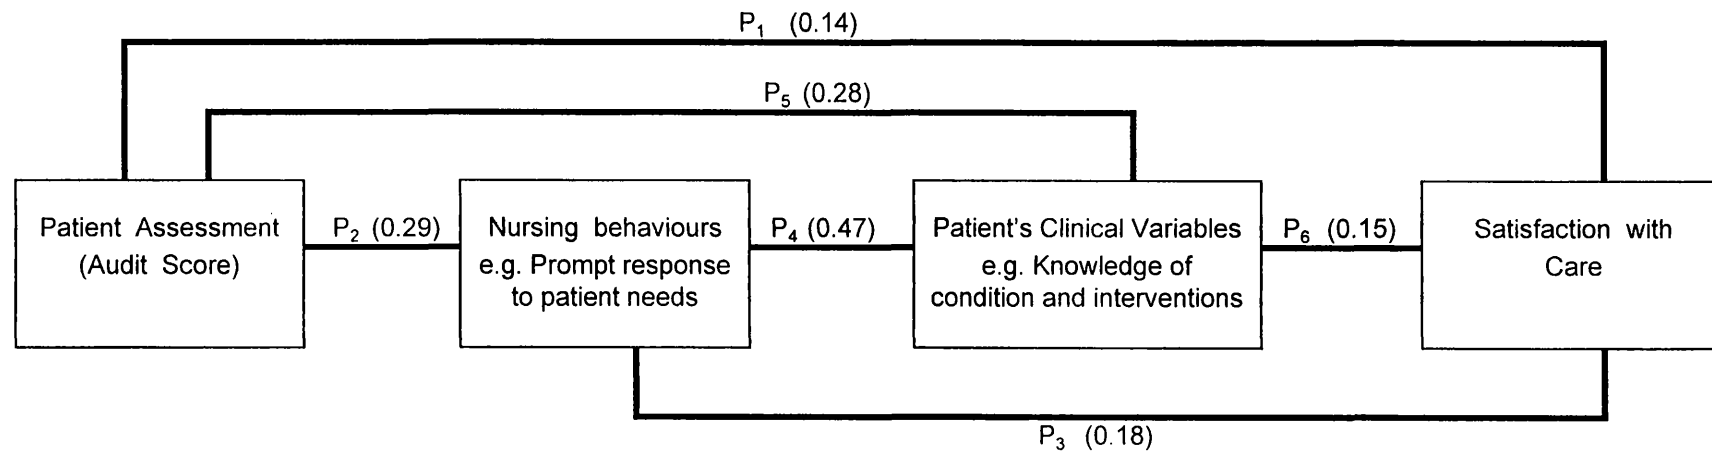 P₁ (0.14)
P₅ (0.28)
Patient Assessment
(Audit Score)
P₂ (0.29)
Nursing behaviours
e.g. Prompt response
to patient needs
P₄ (0.47)
Patient's Clinical Variables
e.g. Knowledge of
condition and interventions
P₆ (0.15)
Satisfaction with
Care
P₃ (0.18)